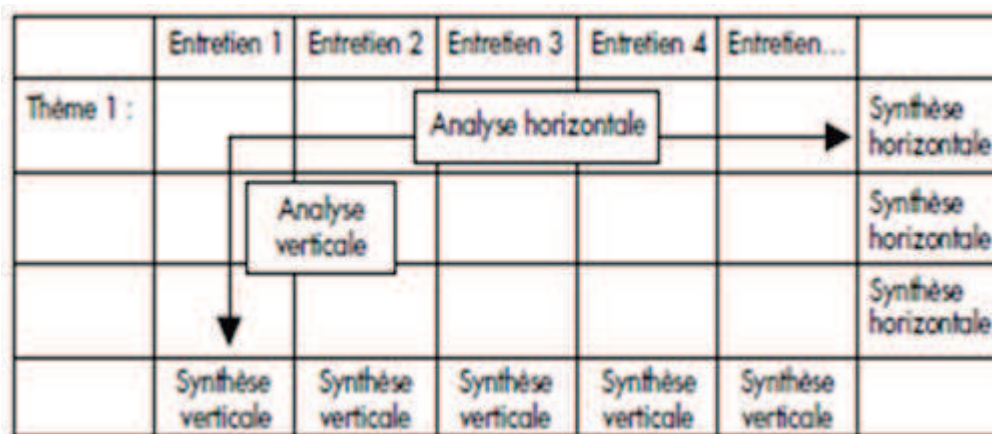 Entretien 1 Entretien 2 Entretien 3 Entretien 4 Entretien...
Thème 1 :
Analyse horizontale
Synthèse
horizontale
Analyse
verticale
Synthèse
horizontale
Synthèse
horizontale
Synthèse Synthèse Synthèse Synthèse Synthèse
verticale verticale verticale verticale verticale